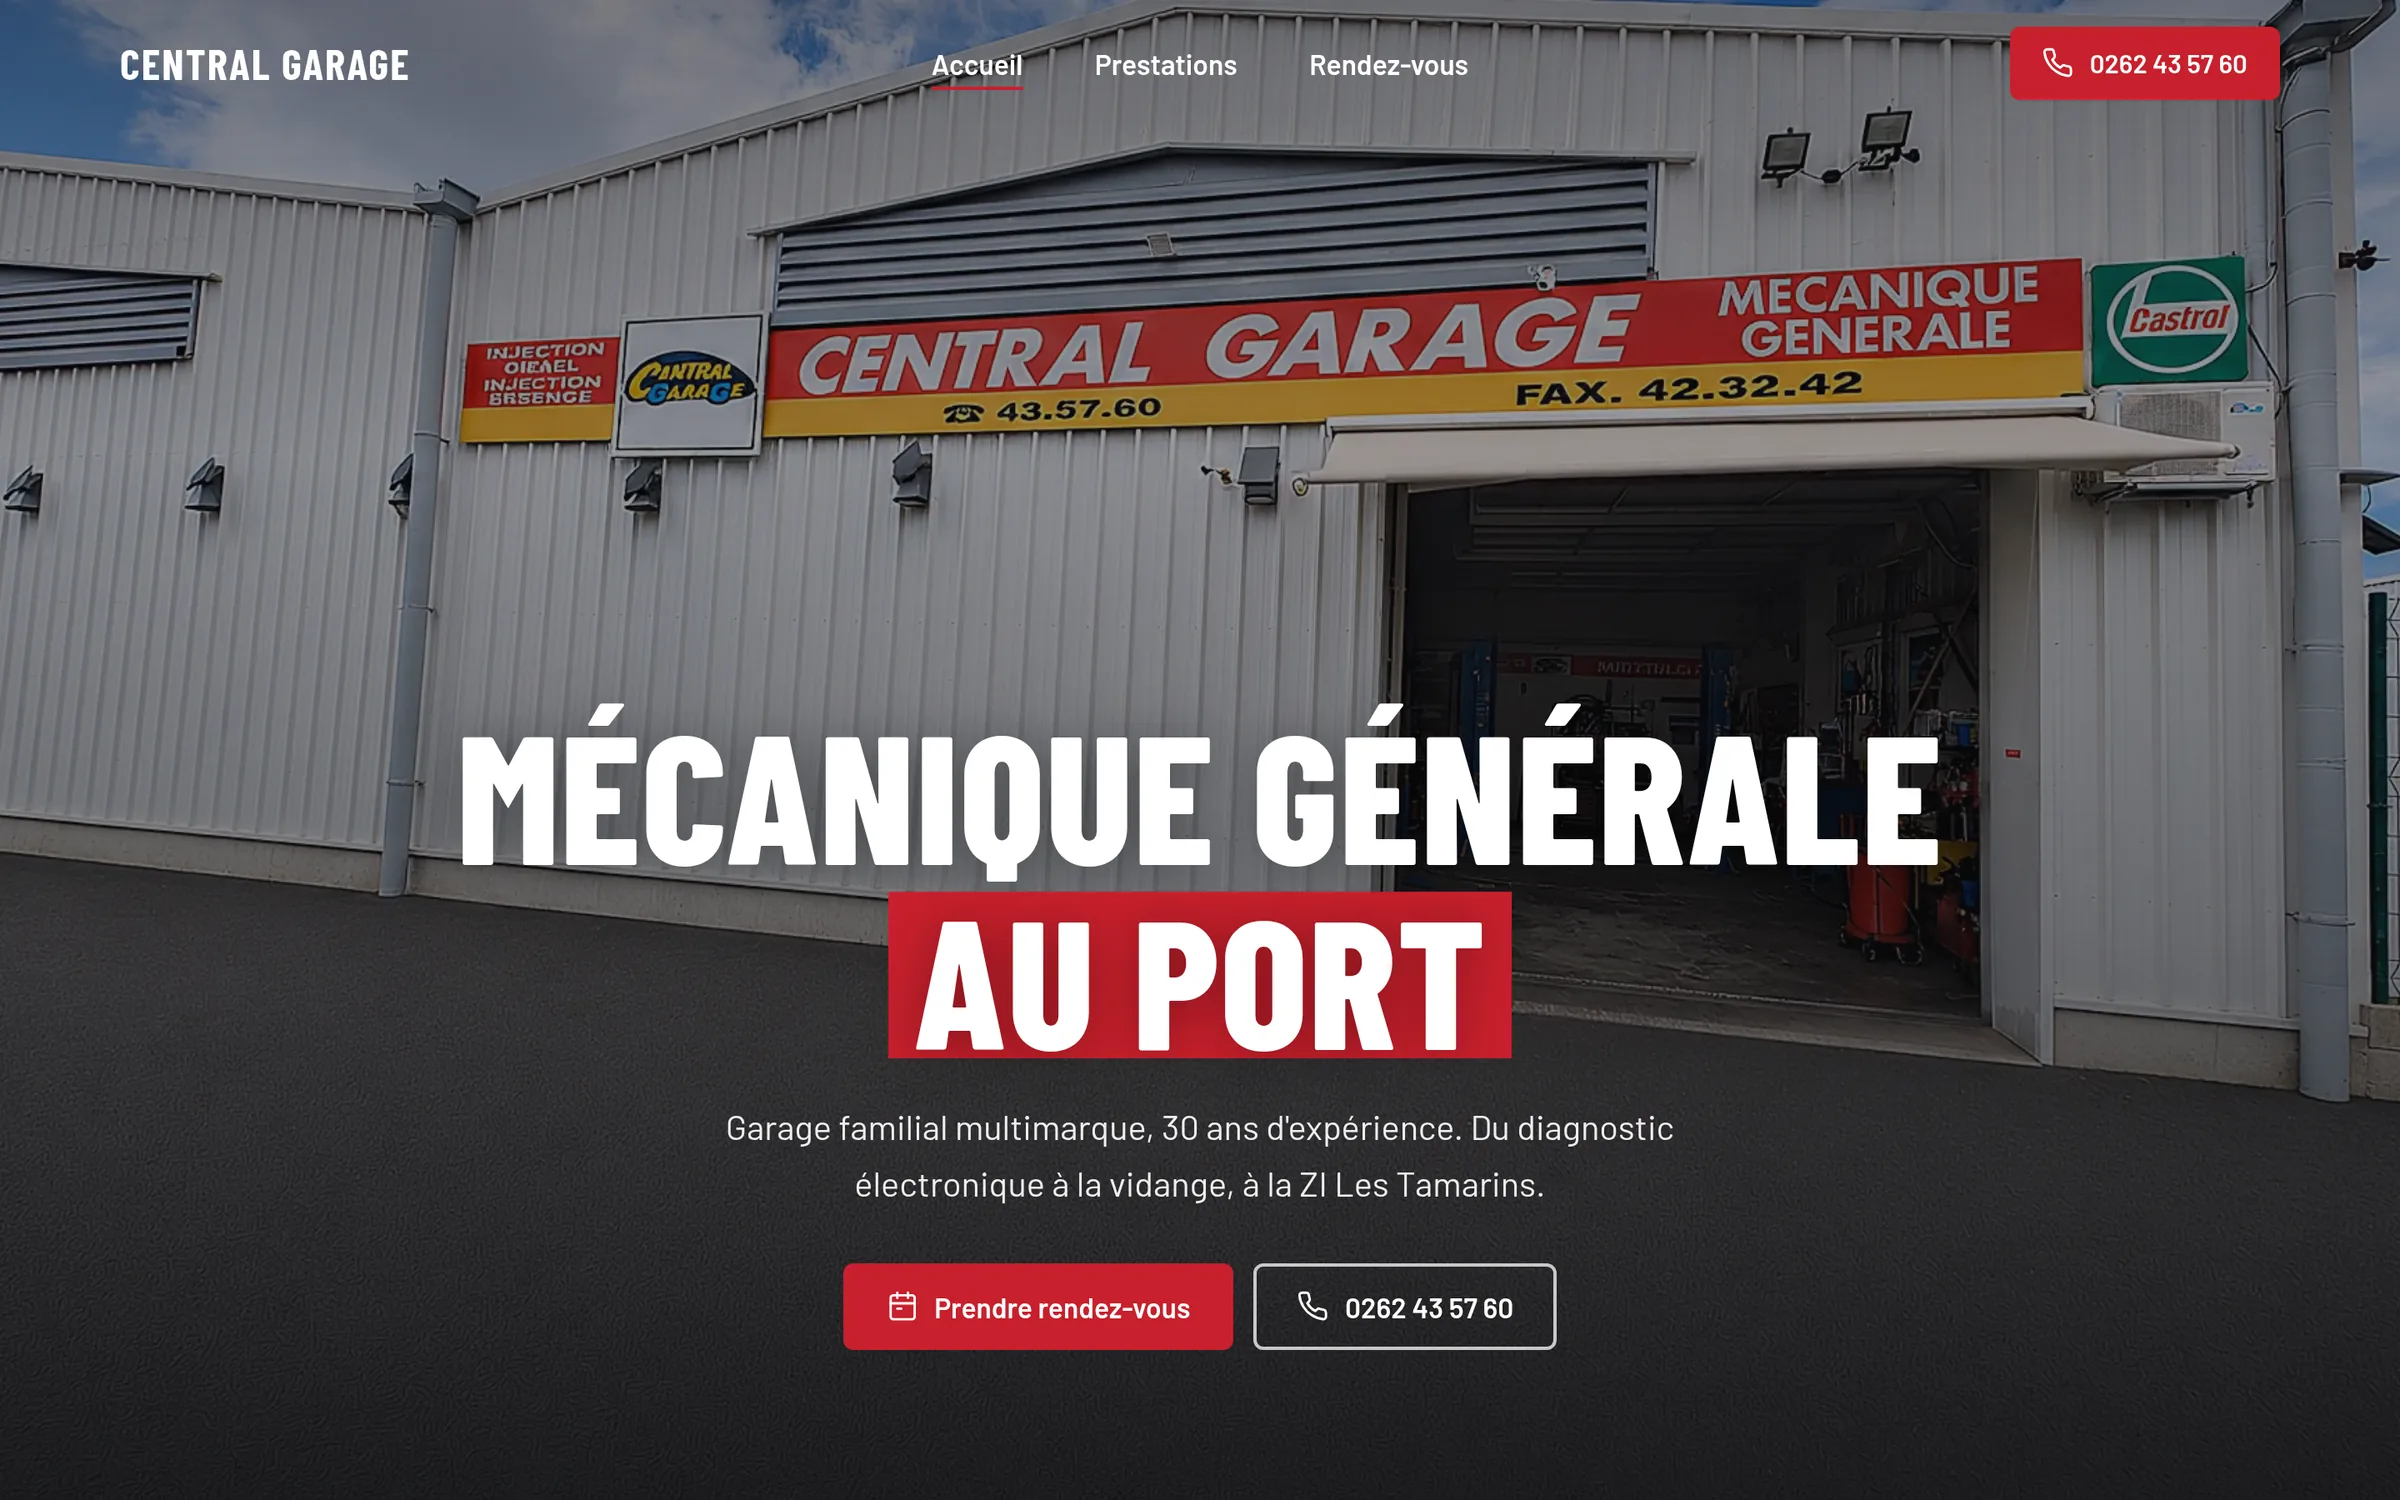 CENTRAL GARAGE
Accueil
Prestations
Rendez-vous
0262 43 57 60
INJECTION
INJECTION
CENTRAL GARAGE
MECANIQUE
GENERALE
Castrol
☎ 43.57.60
FAX. 42.32.42
MÉCANIQUE GÉNÉRALE
AU PORT
Garage familial multimarque, 30 ans d'expérience. Du diagnostic
électronique à la vidange, à la ZI Les Tamarins.
Prendre rendez-vous
0262 43 57 60